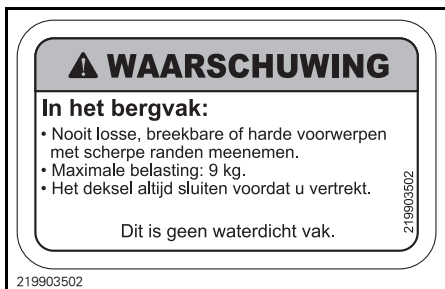 WAARSCHUWING
In het bergvak:
• Nooit losse, breekbare of harde voorwerpen
met scherpe randen meenemen.
• Maximale belasting: 9 kg.
• Het deksel altijd sluiten voordat u vertrekt.
Dit is geen waterdicht vak.
219903502
219903502